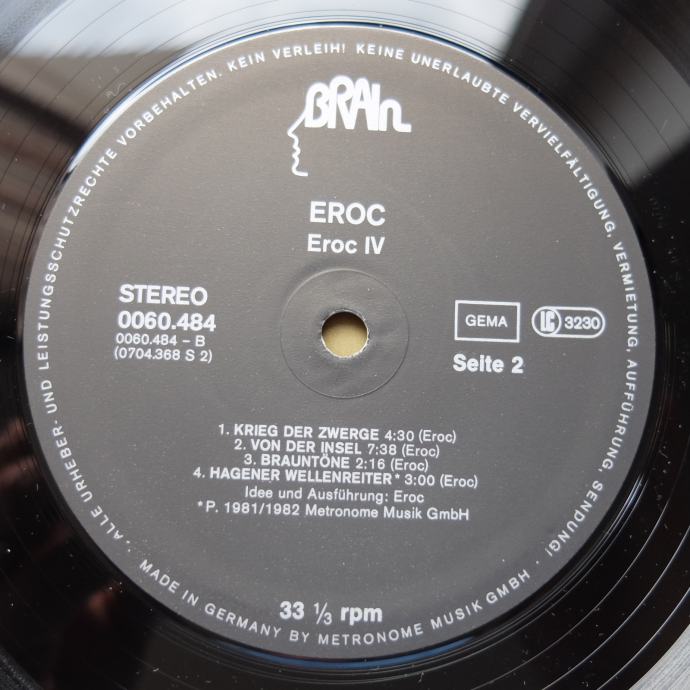 · ALLE URHEBER- UND LEISTUNGSSCHUTZRECHTE VORBEHALTEN. KEIN VERLEIH! KEINE UNERLAUBTE VERVIELFÄLTIGUNG, VERMIETUNG, AUFFÜHRUNG, SENDUNG! ·
BRAIn
EROC
Eroc IV
STEREO
0060.484
0060.484 – B
(0704.368 S 2)
GEMA
LC 3230
Seite 2
1. KRIEG DER ZWERGE 4:30 (Eroc)
2. VON DER INSEL 7:38 (Eroc)
3. BRAUNTÖNE 2:16 (Eroc)
4. HAGENER WELLENREITER* 3:00 (Eroc)
Idee und Ausführung: Eroc
*P. 1981/1982 Metronome Musik GmbH
33 1/3 rpm
MADE IN GERMANY BY METRONOME MUSIK GMBH ·